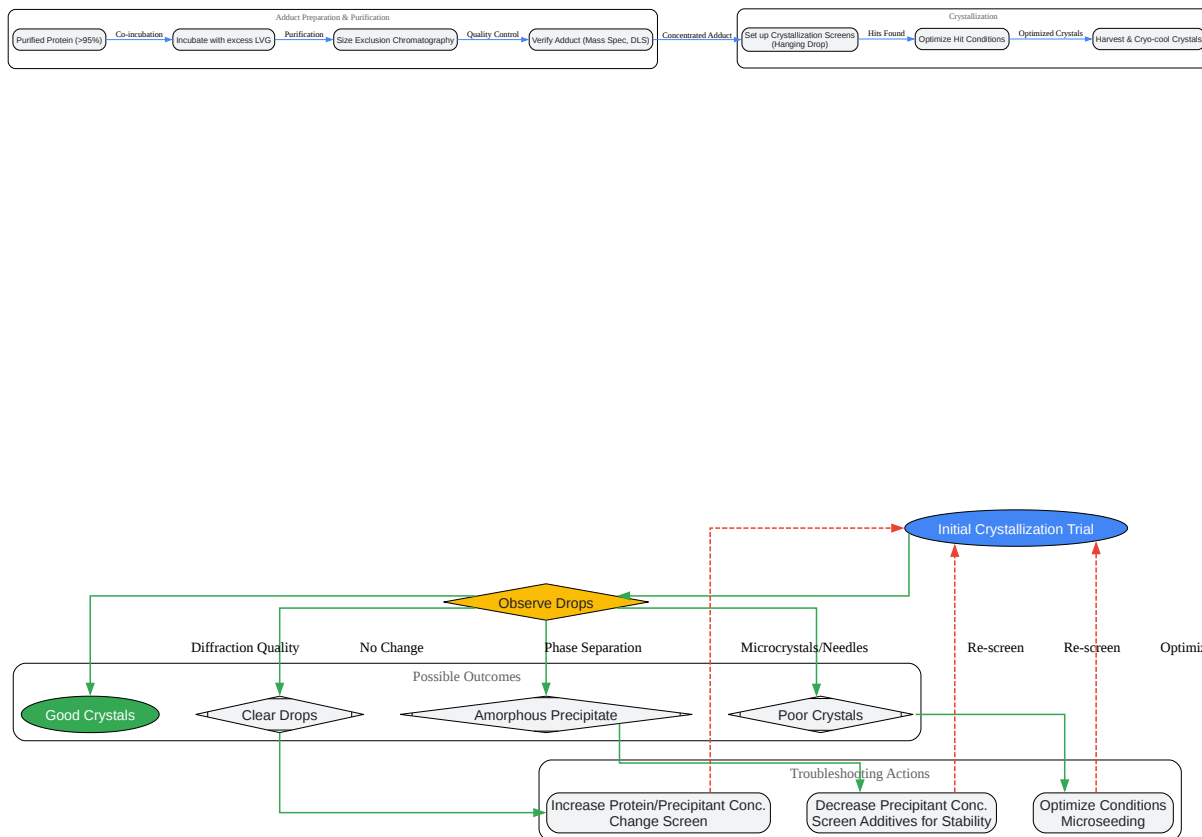 Adduct Preparation & Purification
Crystallization
Purified Protein (>95%)
Co-incubation
Incubate with excess LVG
Purification
Size Exclusion Chromatography
Quality Control
Verify Adduct (Mass Spec, DLS)
Concentrated Adduct
Set up Crystallization Screens
(Hanging Drop)
Hits Found
Optimize Hit Conditions
Optimized Crystals
Harvest & Cryo-cool Crystals
Initial Crystallization Trial
Observe Drops
Diffraction Quality
No Change
Phase Separation
Microcrystals/Needles
Re-screen
Re-screen
Possible Outcomes
Good Crystals
Clear Drops
Amorphous Precipitate
Poor Crystals
Troubleshooting Actions
Increase Protein/Precipitant Conc.
Change Screen
Decrease Precipitant Conc.
Screen Additives for Stability
Optimize Conditions
Microseeding